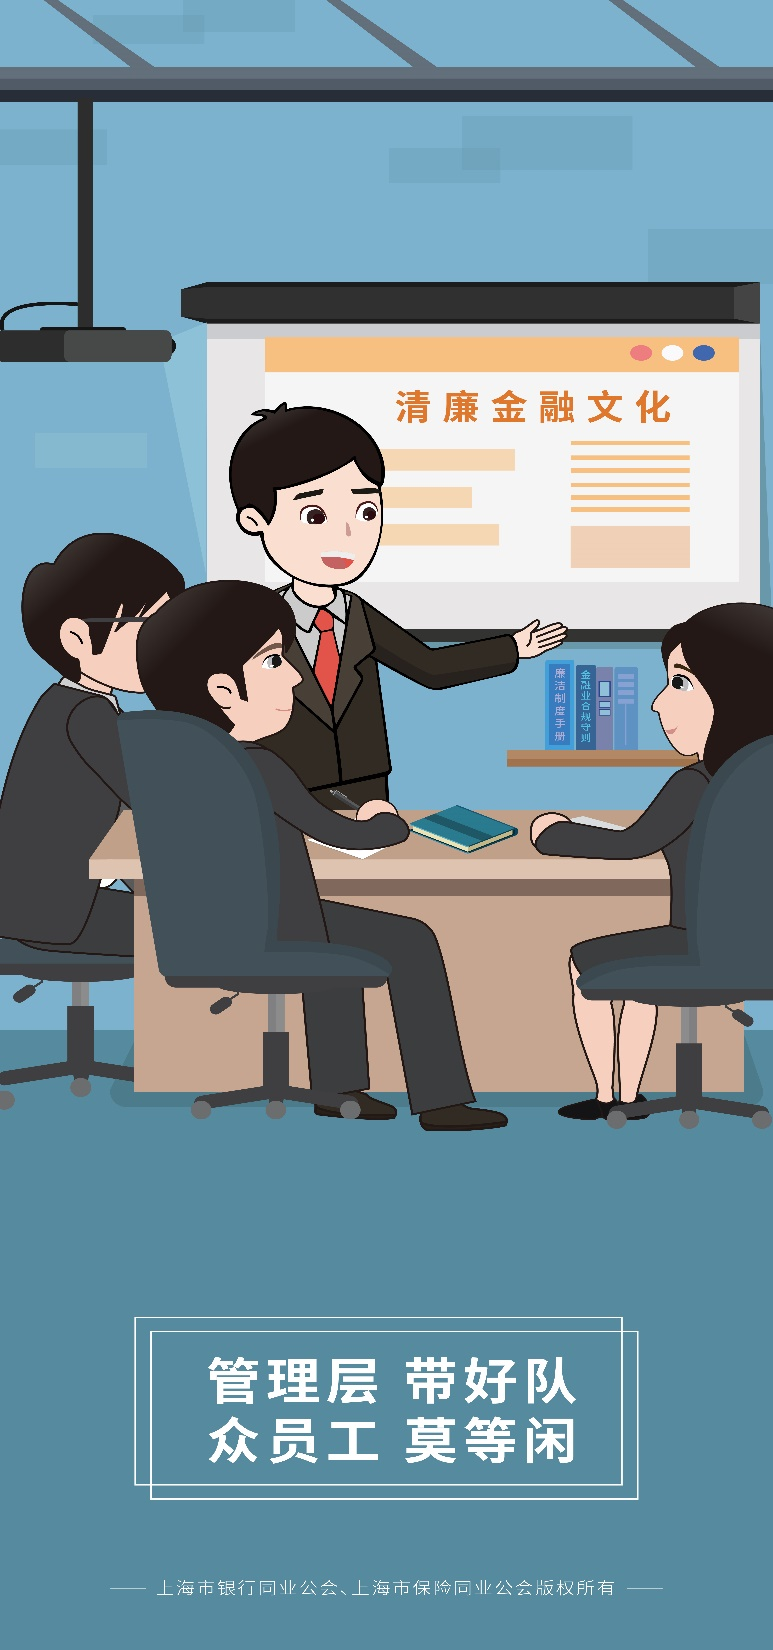 清廉金融文化
廉洁制度手册
金融业合规守则
管理层 带好队
众员工 莫等闲
上海市银行同业公会、上海市保险同业公会版权所有